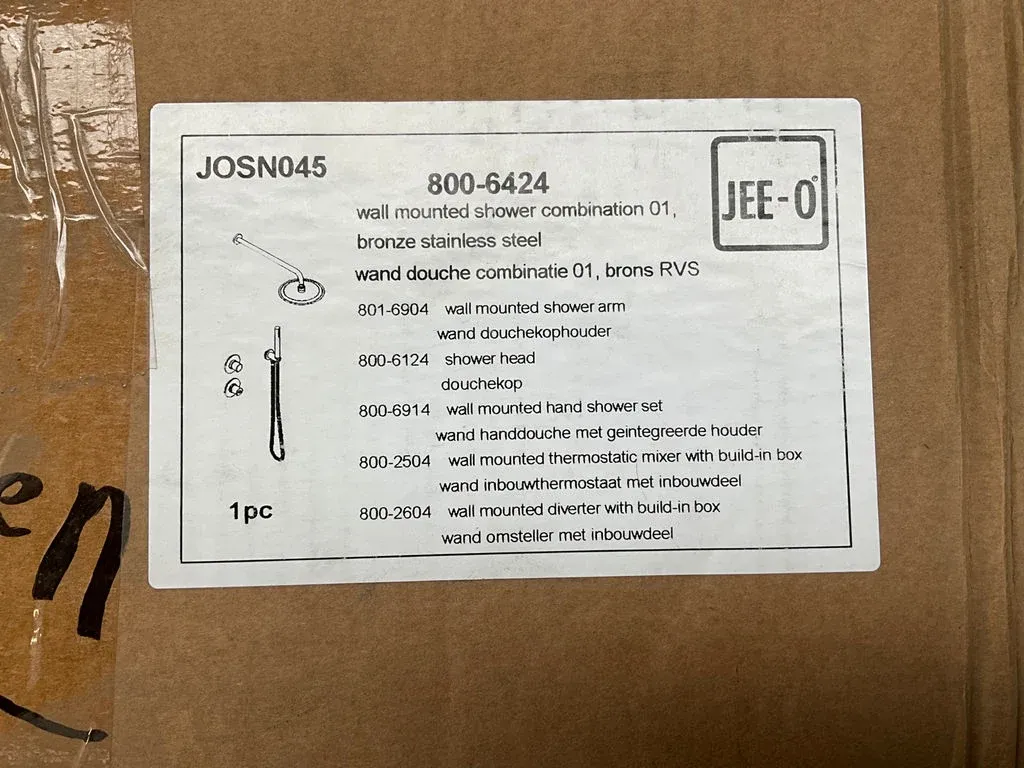 JOSN045
800-6424
JEE-O
wall mounted shower combination 01,
bronze stainless steel
wand douche combinatie 01, brons RVS
801-6904 wall mounted shower arm
wand douchekophouder
800-6124 shower head
douchekop
800-6914 wall mounted hand shower set
wand handdouche met geintegreerde houder
800-2504 wall mounted thermostatic mixer with build-in box
wand inbouwthermostaat met inbouwdeel
1pc
800-2604 wall mounted diverter with build-in box
wand omsteller met inbouwdeel
en